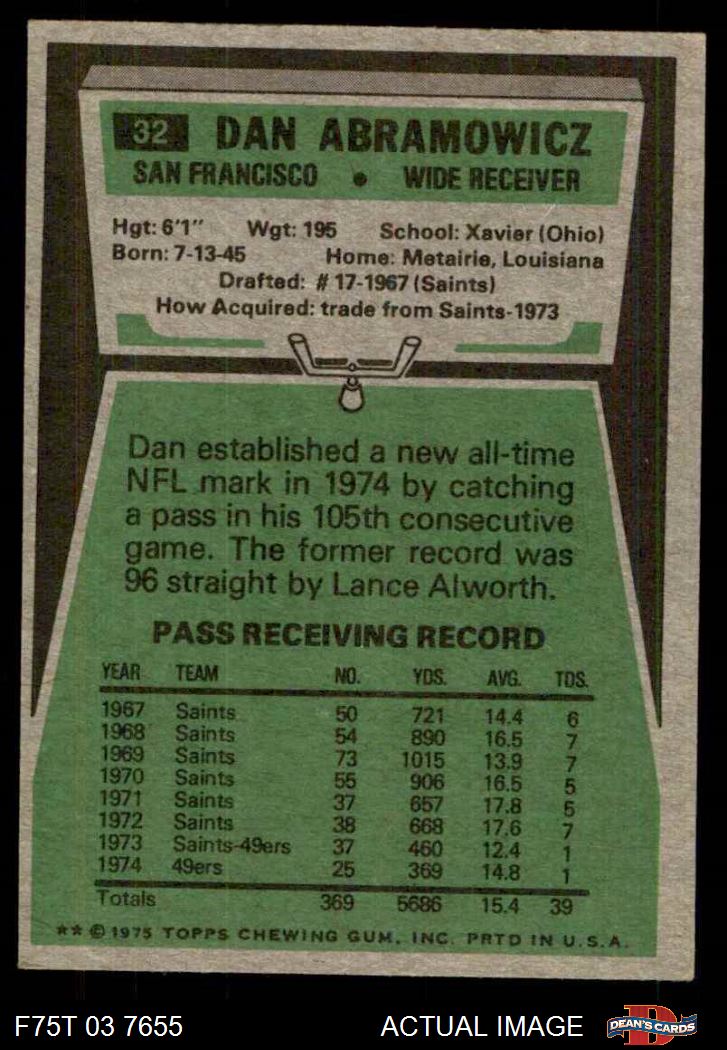 32 DAN ABRAMOWICZ
SAN FRANCISCO • WIDE RECEIVER
Hgt: 6'1" Wgt: 195 School: Xavier (Ohio)
Born: 7-13-45 Home: Metairie, Louisiana
Drafted: # 17-1967 (Saints)
How Acquired: trade from Saints-1973
Dan established a new all-time
NFL mark in 1974 by catching
a pass in his 105th consecutive
game. The former record was
96 straight by Lance Alworth.
PASS RECEIVING RECORD
YEAR TEAM NO. YDS. AVG. TDS.
1967 Saints 50 721 14.4 6
1968 Saints 54 890 16.5 7
1969 Saints 73 1015 13.9 7
1970 Saints 55 906 16.5 5
1971 Saints 37 657 17.8 5
1972 Saints 38 668 17.6 7
1973 Saints-49ers 37 460 12.4 1
1974 49ers 25 369 14.8 1
Totals 369 5686 15.4 39
** © 1975 TOPPS CHEWING GUM, INC. PRTD IN U.S.A.
F75T 03 7655 ACTUAL IMAGE D DEAN'S CARDS